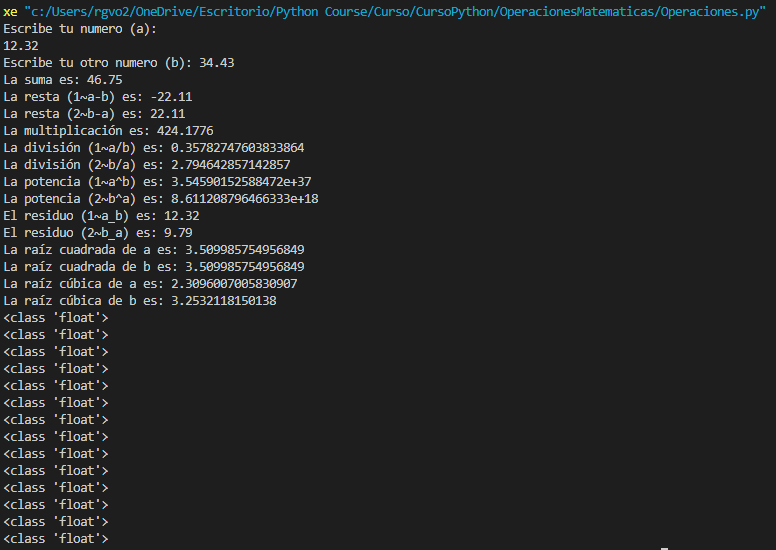 xe "c:/Users/rgvo2/OneDrive/Escritorio/Python Course/Curso/CursoPython/OperacionesMatematicas/Operaciones.py"
Escribe tu numero (a):
12.32
Escribe tu otro numero (b): 34.43
La suma es: 46.75
La resta (1~a-b) es: -22.11
La resta (2~b-a) es: 22.11
La multiplicación es: 424.1776
La división (1~a/b) es: 0.35782747603833864
La división (2~b/a) es: 2.794642857142857
La potencia (1~a^b) es: 3.54590152588472e+37
La potencia (2~b^a) es: 8.611208796466333e+18
El residuo (1~a_b) es: 12.32
El residuo (2~b_a) es: 9.79
La raíz cuadrada de a es: 3.509985754956849
La raíz cuadrada de b es: 3.509985754956849
La raíz cúbica de a es: 2.3096007005830907
La raíz cúbica de b es: 3.2532118150138
<class 'float'>
<class 'float'>
<class 'float'>
<class 'float'>
<class 'float'>
<class 'float'>
<class 'float'>
<class 'float'>
<class 'float'>
<class 'float'>
<class 'float'>
<class 'float'>
<class 'float'>
<class 'float'>